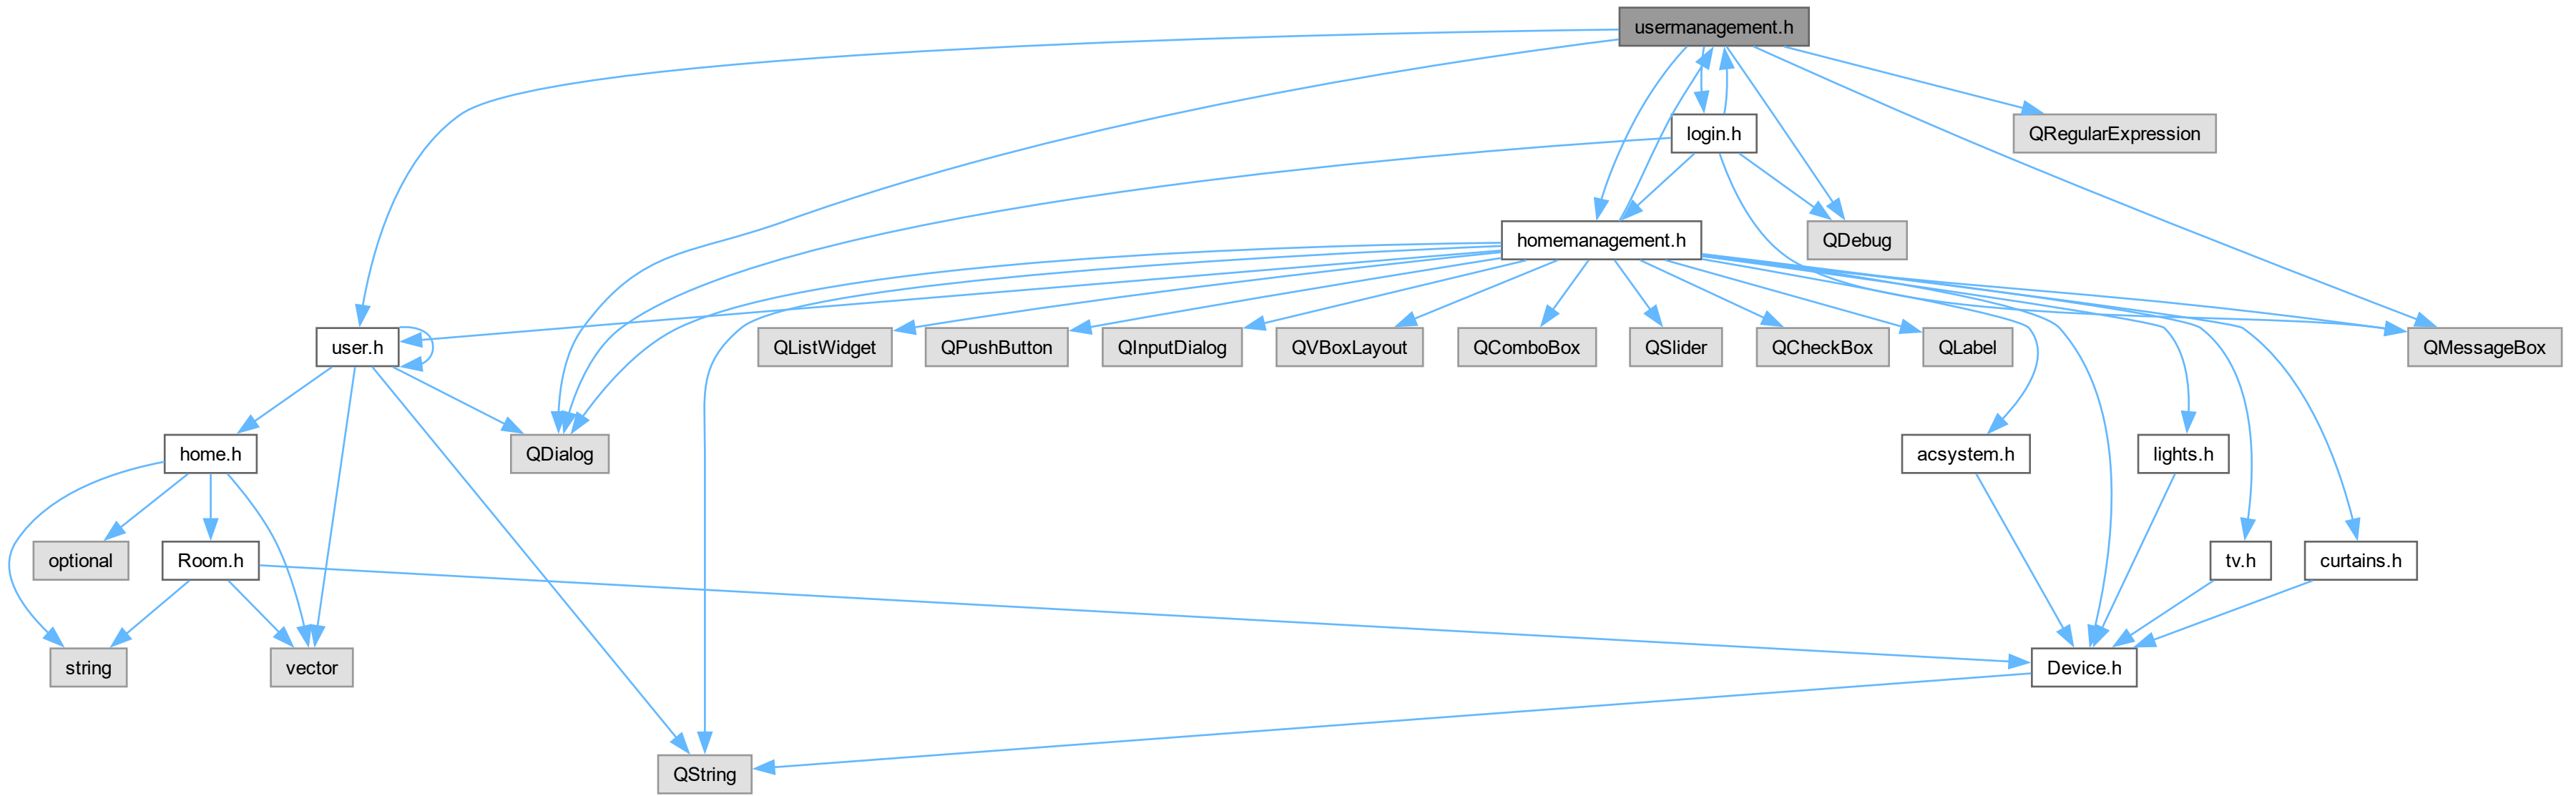 usermanagement.h
login.h
QRegularExpression
homemanagement.h
QDebug
user.h
QListWidget
QPushButton
QInputDialog
QVBoxLayout
QComboBox
QSlider
QCheckBox
QLabel
QMessageBox
home.h
QDialog
acsystem.h
lights.h
optional
Room.h
tv.h
curtains.h
string
vector
Device.h
QString